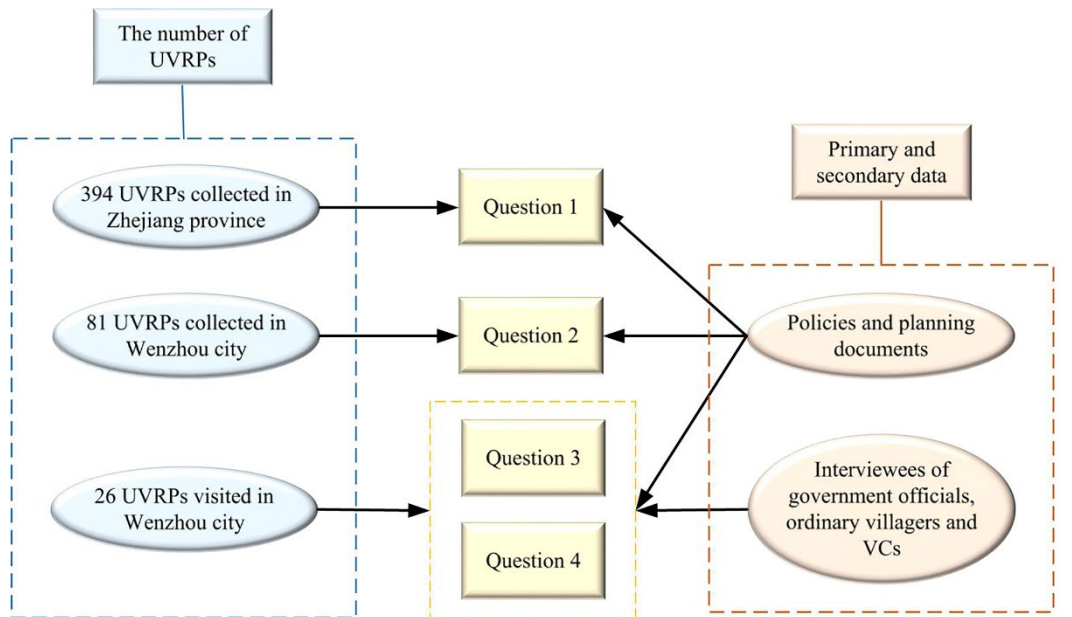 The number of
UVRPs
394 UVRPs collected in
Zhejiang province
81 UVRPs collected in
Wenzhou city
26 UVRPs visited in
Wenzhou city
Question 1
Question 2
Question 3
Question 4
Primary and
secondary data
Policies and planning
documents
Interviewees of
government officials,
ordinary villagers and
VCs